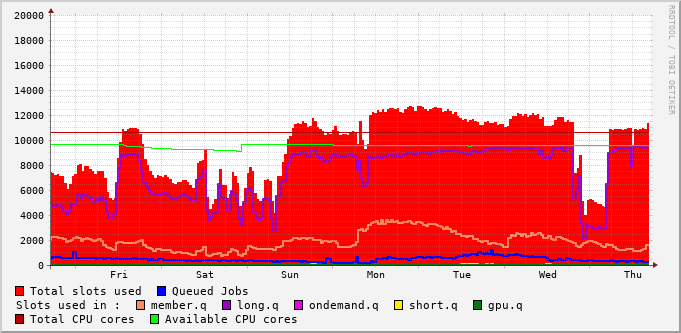 20000
18000
16000
14000
12000
10000
8000
6000
4000
2000
0
Fri Sat Sun Mon Tue Wed Thu
Total slots used Queued Jobs
Slots used in : member.q long.q ondemand.q short.q gpu.q
Total CPU cores Available CPU cores
RRDTOOL / TOBI OETIKER